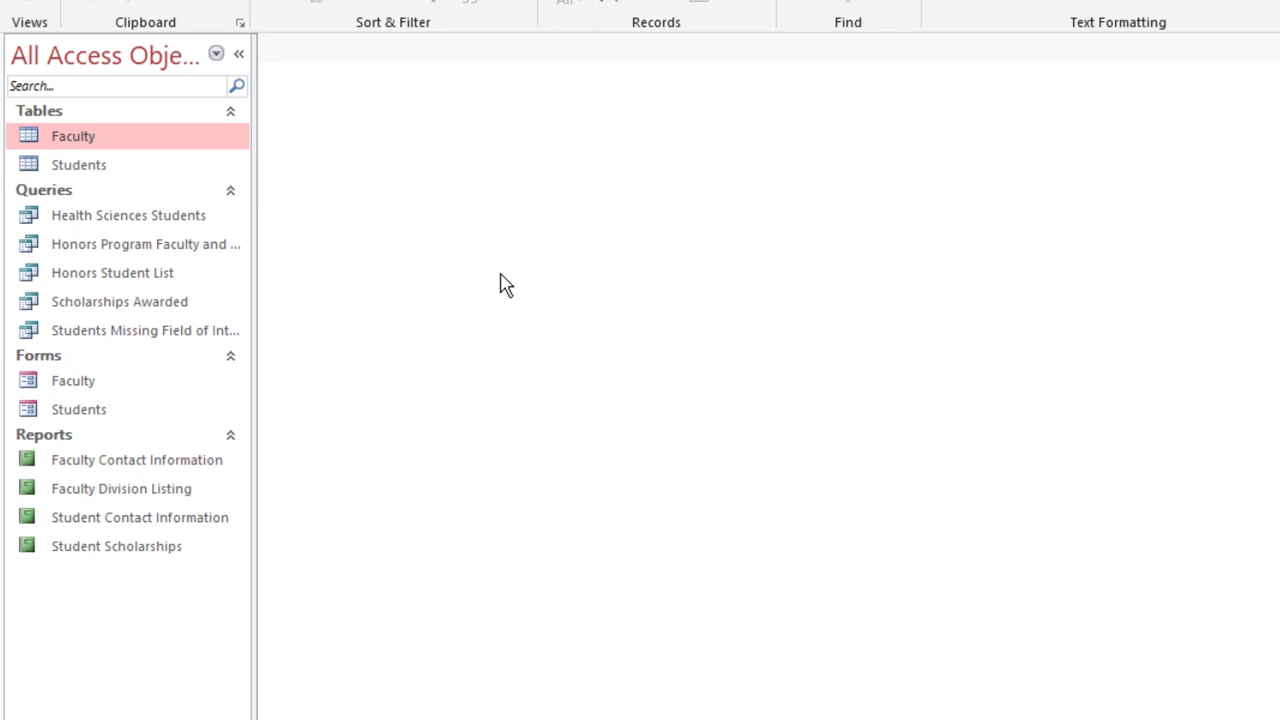 Views Clipboard Sort & Filter Records Find Text Formatting
All Access Obje...
Search...
Tables
Faculty
Students
Queries
Health Sciences Students
Honors Program Faculty and ...
Honors Student List
Scholarships Awarded
Students Missing Field of Int...
Forms
Faculty
Students
Reports
Faculty Contact Information
Faculty Division Listing
Student Contact Information
Student Scholarships